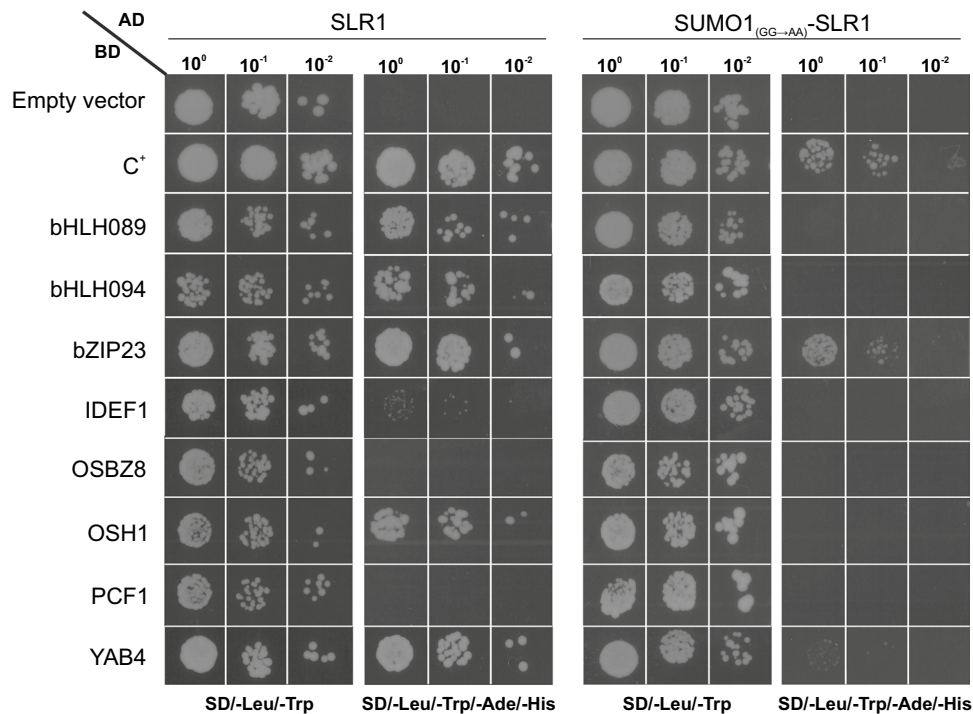 AD
BD
SLR1
SUMO1(GG→AA)-SLR1
10⁰ 10⁻¹ 10⁻² 10⁰ 10⁻¹ 10⁻² 10⁰ 10⁻¹ 10⁻² 10⁰ 10⁻¹ 10⁻²
Empty vector
C⁺
bHLH089
bHLH094
bZIP23
IDEF1
OSBZ8
OSH1
PCF1
YAB4
SD/-Leu/-Trp SD/-Leu/-Trp/-Ade/-His SD/-Leu/-Trp SD/-Leu/-Trp/-Ade/-His